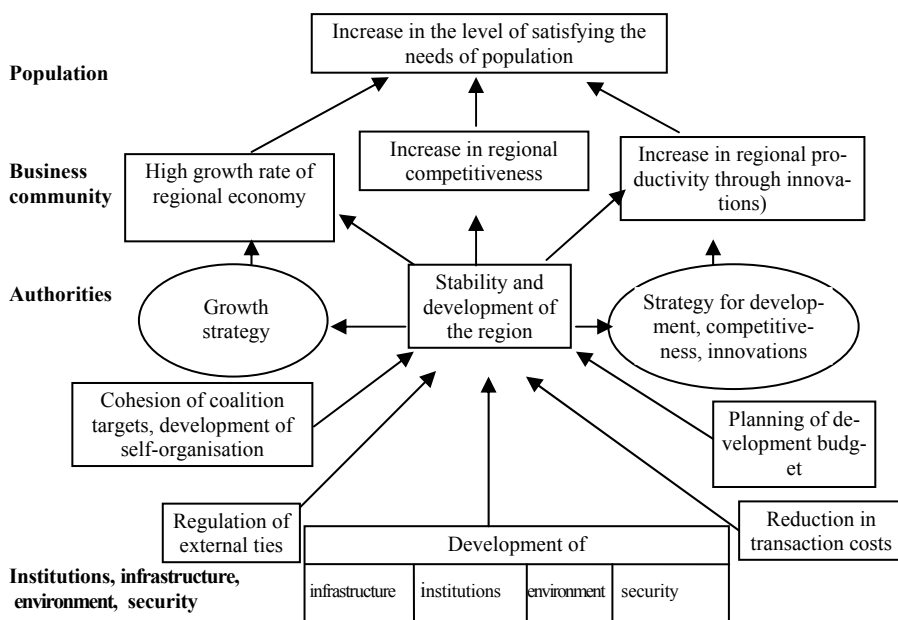 Increase in the level of satisfying the
needs of population
Population
Business
community
High growth rate of
regional economy
Increase in regional
competitiveness
Increase in regional pro-
ductivity through innova-
tions)
Authorities
Growth
strategy
Stability and
development of
the region
Strategy for develop-
ment, competitive-
ness, innovations
Cohesion of coalition
targets, development of
self-organisation
Planning of de-
velopment budg-
et
Regulation of
external ties
Development of
Reduction in
transaction costs
Institutions, infrastructure,
environment, security
infrastructure institutions environment security